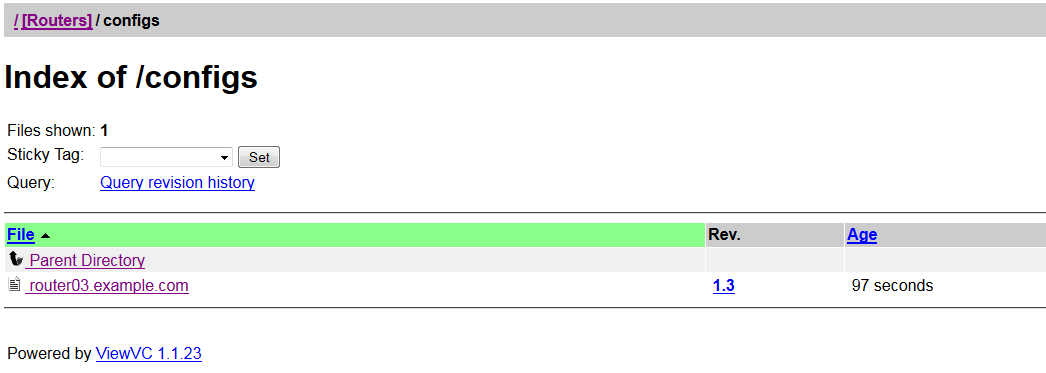 / [Routers] / configs
Index of /configs
Files shown: 1
Sticky Tag: Set
Query: Query revision history
File Rev. Age
Parent Directory
router03.example.com 1.3 97 seconds
Powered by ViewVC 1.1.23